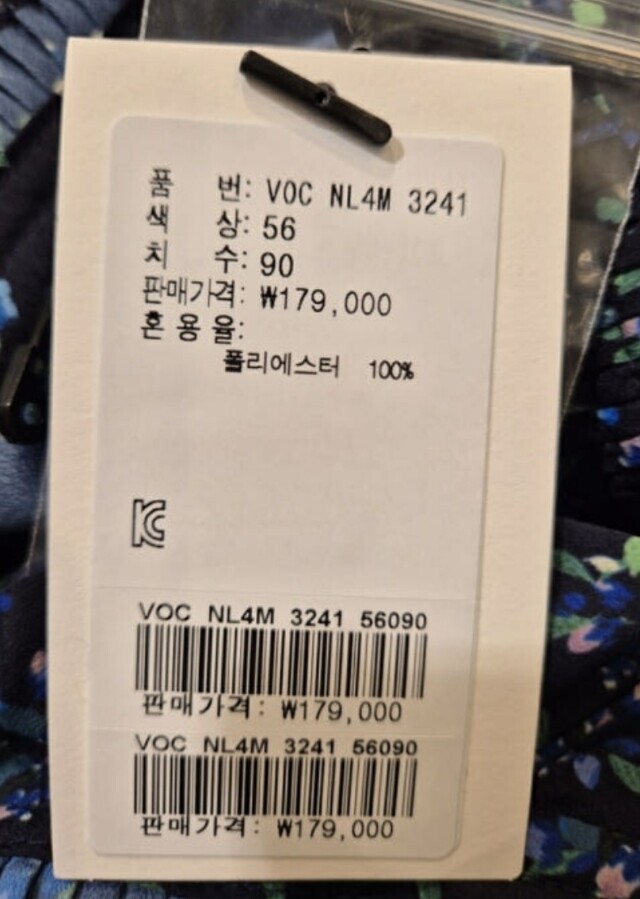 품 번: VOC NL4M 3241
색 상: 56
치 수: 90
판매가격: ₩179,000
혼 용 율:
폴리에스터 100%
VOC NL4M 3241 56090
판매가격: ₩179,000
VOC NL4M 3241 56090
판매가격: ₩179,000